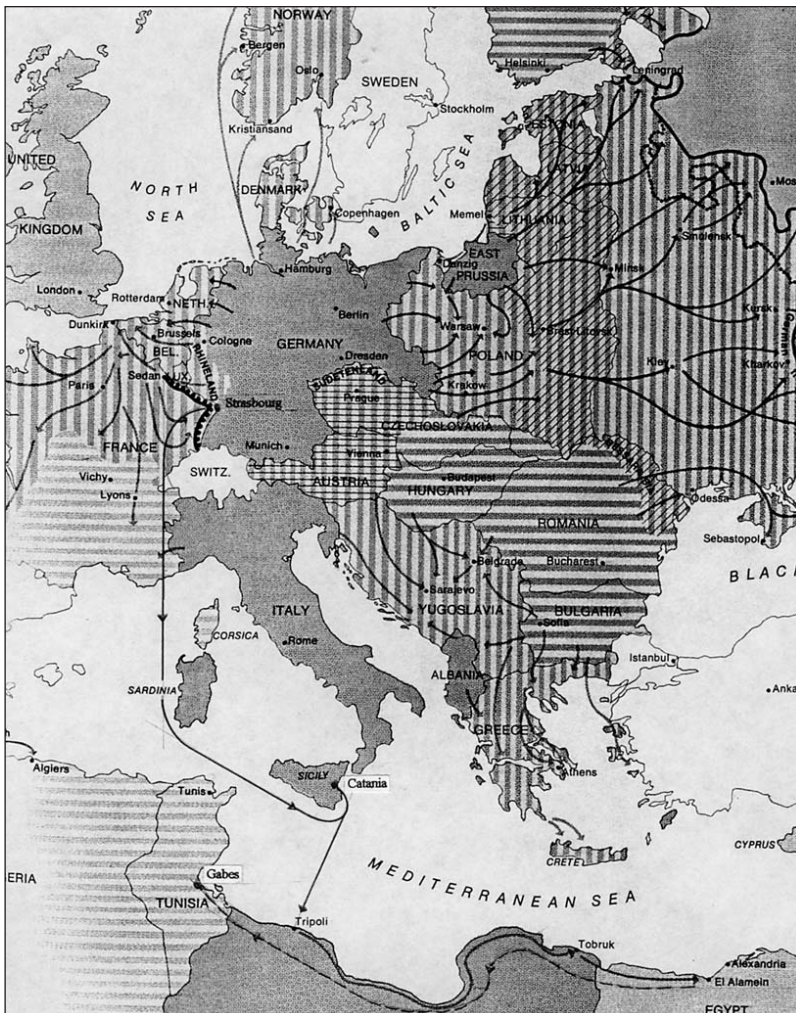 NORWAY
Bergen
Oslo
Helsinki
Leningrad
SWEDEN
Stockholm
Kristiansand
ESTONIA
UNITED
KINGDOM
NORTH
SEA
DENMARK
Copenhagen
BALTIC SEA
LATVIA
Memel
LITHUANIA
Mos
Smolensk
EAST
PRUSSIA
Danzig
Minsk
London
Hamburg
Rotterdam
NETH.
Berlin
Dunkirk
Brussels
BEL.
Cologne
GERMANY
Warsaw
POLAND
Brest-Litovsk
Kursk
Kharkov
Kiev
Dresden
RHINELAND
Sedan
LUX.
Paris
Strasbourg
SUDETENLAND
Prague
Krakow
CZECHOSLOVAKIA
FRANCE
Munich
Vienna
SWITZ.
AUSTRIA
Vichy
Lyons
Budapest
HUNGARY
ROMANIA
Odessa
Sebastopol
Bucharest
BLACK
Belgrade
Sarajevo
YUGOSLAVIA
BULGARIA
Sofia
ITALY
Rome
CORSICA
SARDINIA
ALBANIA
Istanbul
Anka
GREECE
Athens
SICILY
Catania
Algiers
Tunis
CRETE
CYPRUS
MEDITERRANEAN SEA
ERIA
Gabes
TUNISIA
Tripoli
Tobruk
Alexandria
El Alamein
EGYPT